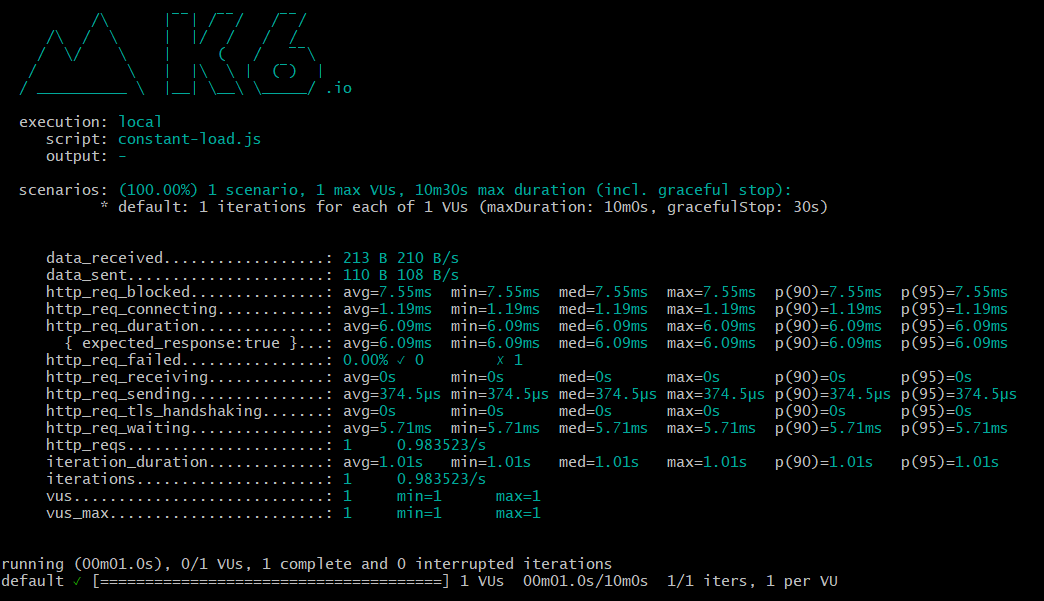 .io
execution: local
script: constant-load.js
output: -
scenarios: (100.00%) 1 scenario, 1 max VUs, 10m30s max duration (incl. graceful stop):
* default: 1 iterations for each of 1 VUs (maxDuration: 10m0s, gracefulStop: 30s)
data_received..................: 213 B 210 B/s
data_sent......................: 110 B 108 B/s
http_req_blocked...............: avg=7.55ms min=7.55ms med=7.55ms max=7.55ms p(90)=7.55ms p(95)=7.55ms
http_req_connecting............: avg=1.19ms min=1.19ms med=1.19ms max=1.19ms p(90)=1.19ms p(95)=1.19ms
http_req_duration..............: avg=6.09ms min=6.09ms med=6.09ms max=6.09ms p(90)=6.09ms p(95)=6.09ms
{ expected_response:true }...: avg=6.09ms min=6.09ms med=6.09ms max=6.09ms p(90)=6.09ms p(95)=6.09ms
http_req_failed................: 0.00% ✓ 0 ✗ 1
http_req_receiving.............: avg=0s min=0s med=0s max=0s p(90)=0s p(95)=0s
http_req_sending...............: avg=374.5µs min=374.5µs med=374.5µs max=374.5µs p(90)=374.5µs p(95)=374.5µs
http_req_tls_handshaking.......: avg=0s min=0s med=0s max=0s p(90)=0s p(95)=0s
http_req_waiting...............: avg=5.71ms min=5.71ms med=5.71ms max=5.71ms p(90)=5.71ms p(95)=5.71ms
http_reqs......................: 1 0.983523/s
iteration_duration.............: avg=1.01s min=1.01s med=1.01s max=1.01s p(90)=1.01s p(95)=1.01s
iterations.....................: 1 0.983523/s
vus............................: 1 min=1 max=1
vus_max........................: 1 min=1 max=1
running (00m01.0s), 0/1 VUs, 1 complete and 0 interrupted iterations
default ✓ [======================================] 1 VUs 00m01.0s/10m0s 1/1 iters, 1 per VU